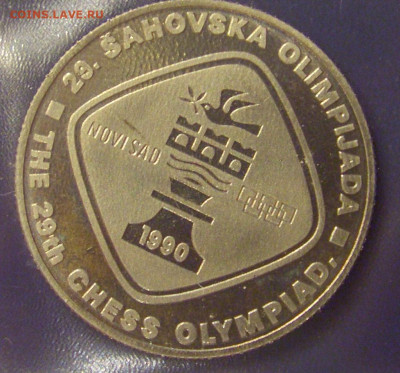 COINS.LAVE.RU
29. ŠAHOVSKA OLIMPIJADA
THE 29th CHESS OLYMPIAD.
NOVI SAD
1990